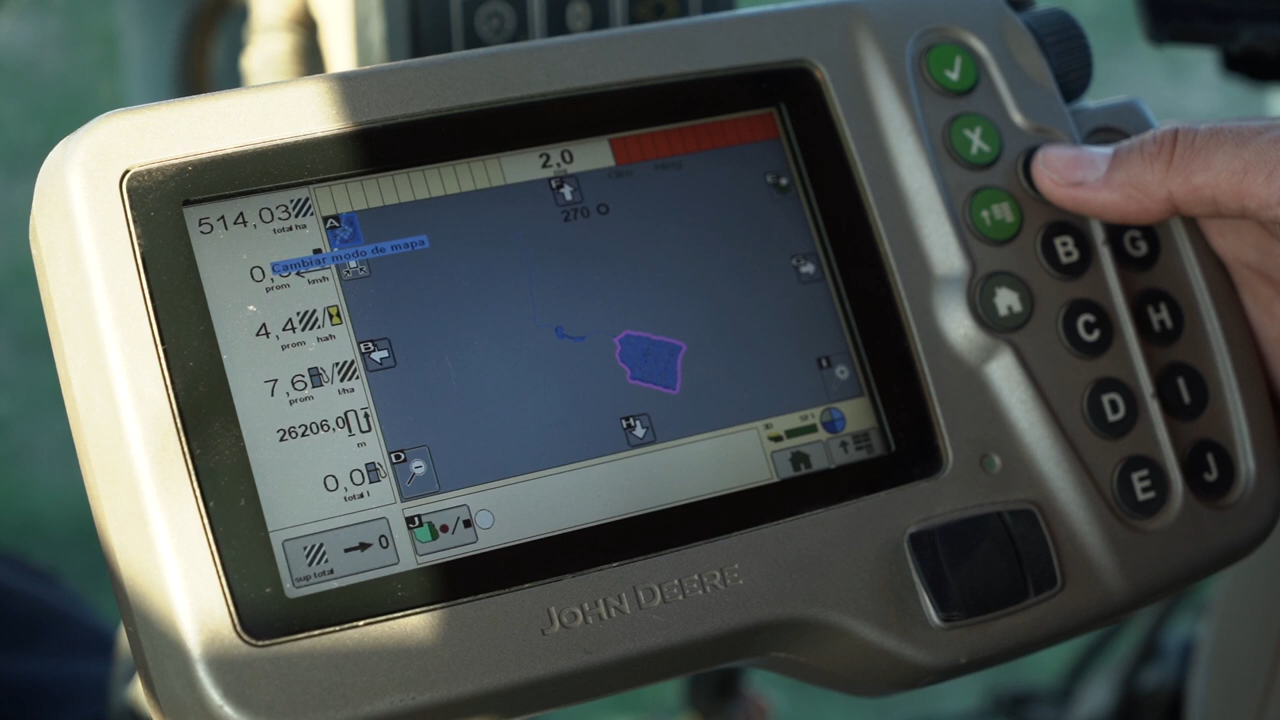 2,0
514,03
total ha
A
270
Cambiar modo de mapa
0,
prom
km/h
4,4
prom
ha/h
B
7,6
prom
l/ha
26206,0
m
H
D
0,0
total l
J
0
sup total
JOHN DEERE
X
B
G
C
H
D
I
E
J